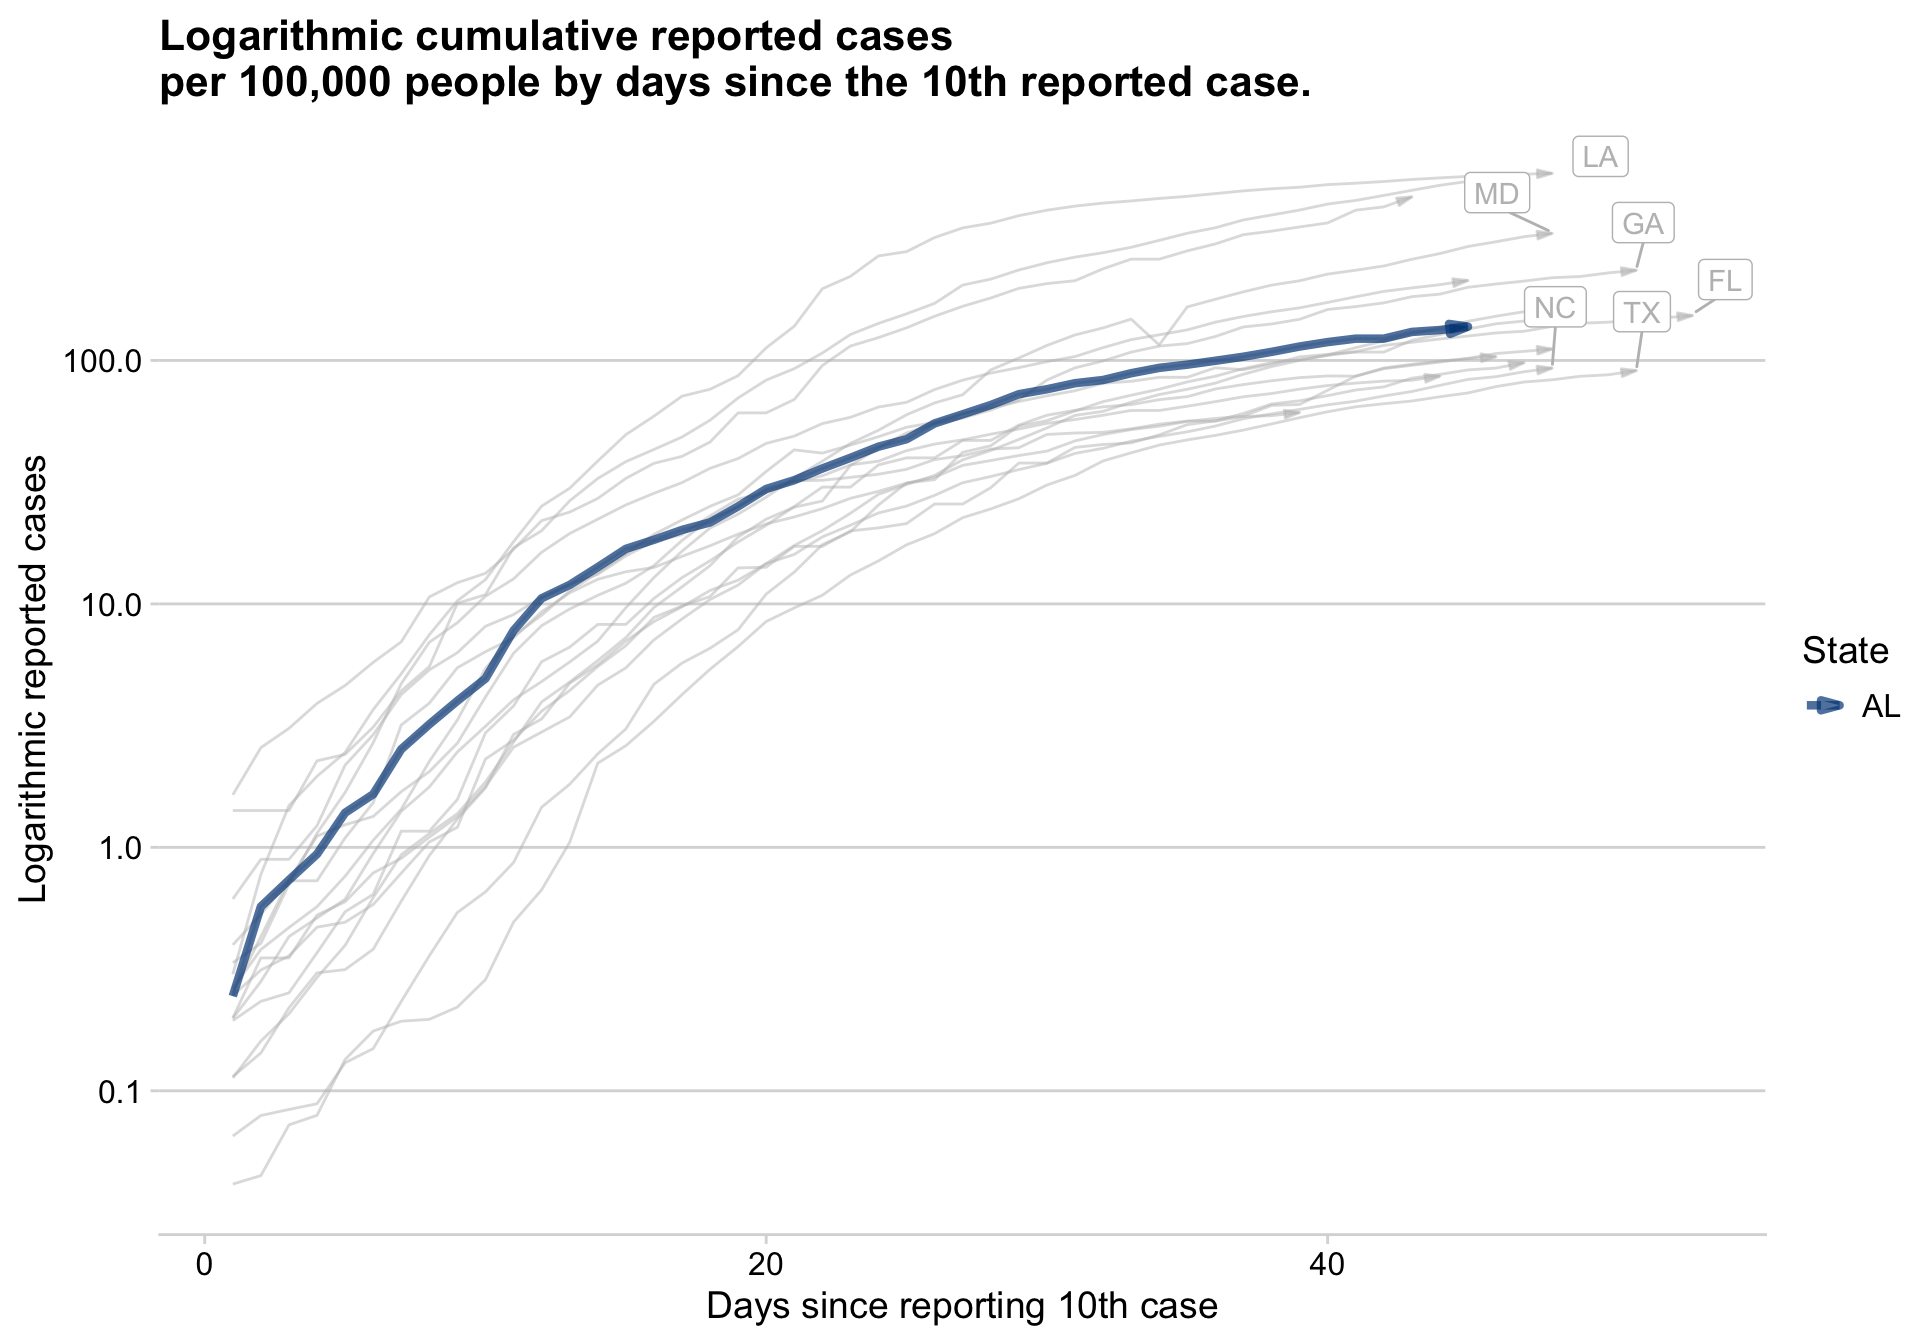 Logarithmic cumulative reported cases
per 100,000 people by days since the 10th reported case.
LA
MD
GA
FL
NC
TX
100.0
10.0
1.0
0.1
Logarithmic reported cases
0
20
40
Days since reporting 10th case
State
AL